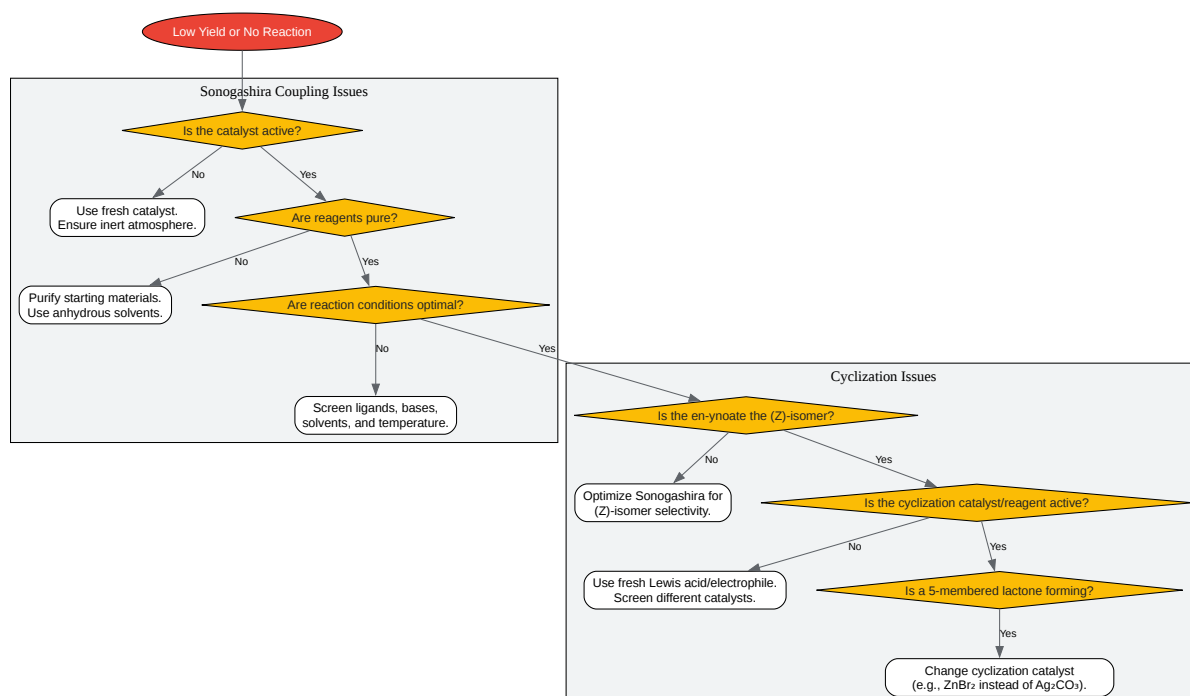 Low Yield or No Reaction
Sonogashira Coupling Issues
Is the catalyst active?
No
Yes
Use fresh catalyst.
Ensure inert atmosphere.
Are reagents pure?
No
Yes
Purify starting materials.
Use anhydrous solvents.
Are reaction conditions optimal?
No
Yes
Screen ligands, bases,
solvents, and temperature.
Cyclization Issues
Is the en-ynoate the (Z)-isomer?
No
Yes
Optimize Sonogashira for
(Z)-isomer selectivity.
Is the cyclization catalyst/reagent active?
No
Yes
Use fresh Lewis acid/electrophile.
Screen different catalysts.
Is a 5-membered lactone forming?
Yes
Change cyclization catalyst
(e.g., ZnBr₂ instead of Ag₂CO₃).